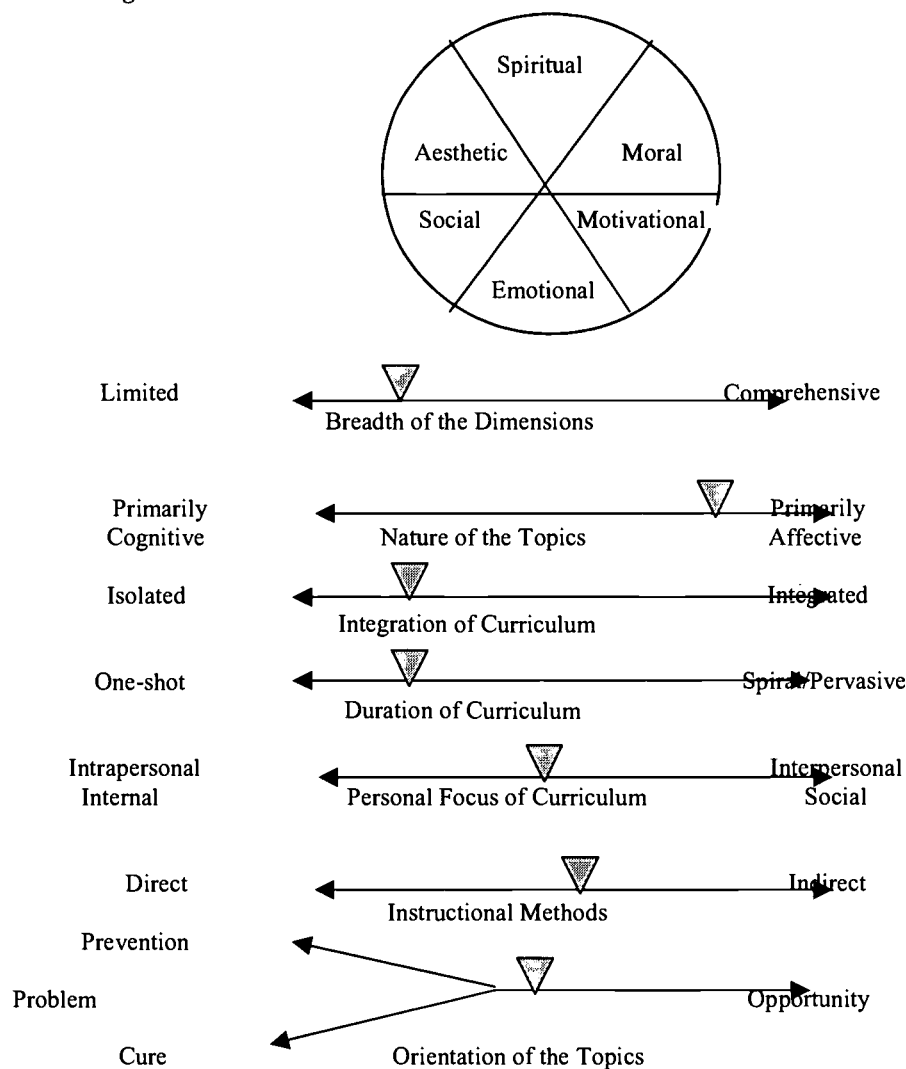 Spiritual
Aesthetic Moral
Social Motivational
Emotional
Limited Comprehensive
Breadth of the Dimensions
Primarily Primarily
Cognitive Nature of the Topics Affective
Isolated Integrated
Integration of Curriculum
One-shot Spiral/Pervasive
Duration of Curriculum
Intrapersonal Interpersonal
Internal Personal Focus of Curriculum Social
Direct Indirect
Instructional Methods
Prevention
Problem Opportunity
Cure Orientation of the Topics